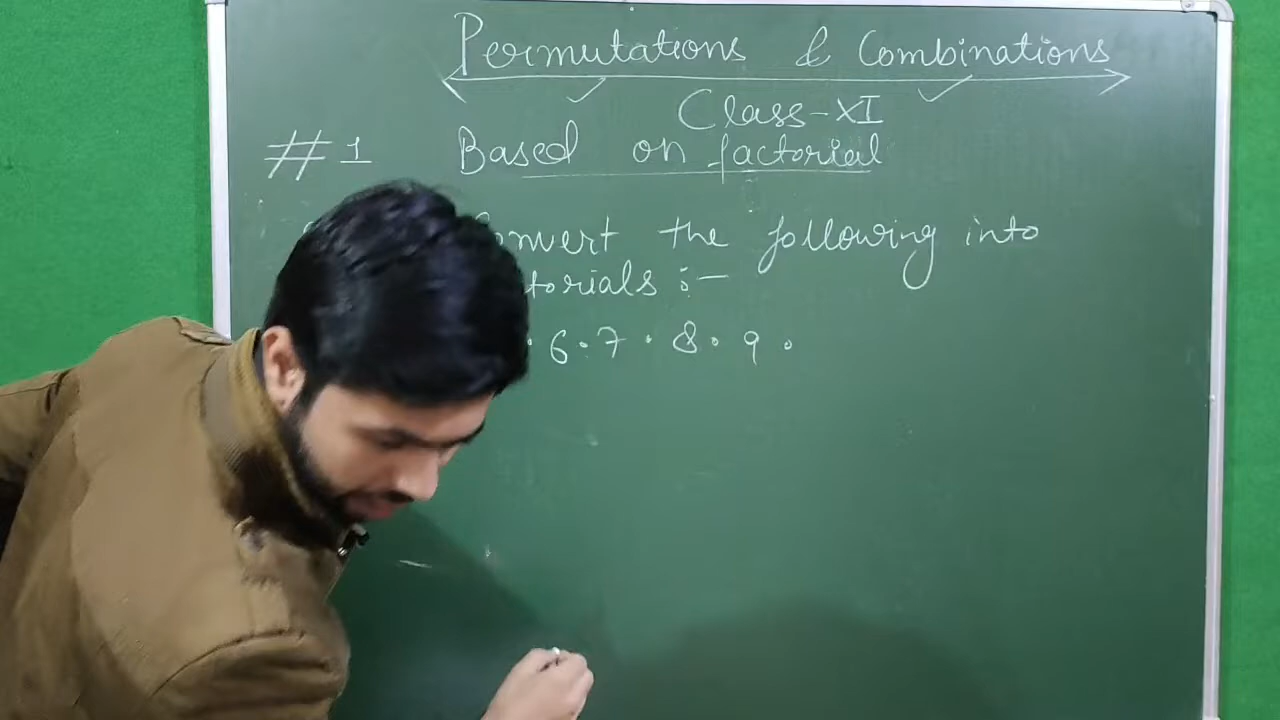 Permutations & Combinations
Class-XI
#1 Based on factorial
onvert the following into
torials :-
· 6 · 7 · 8 · 9 ·